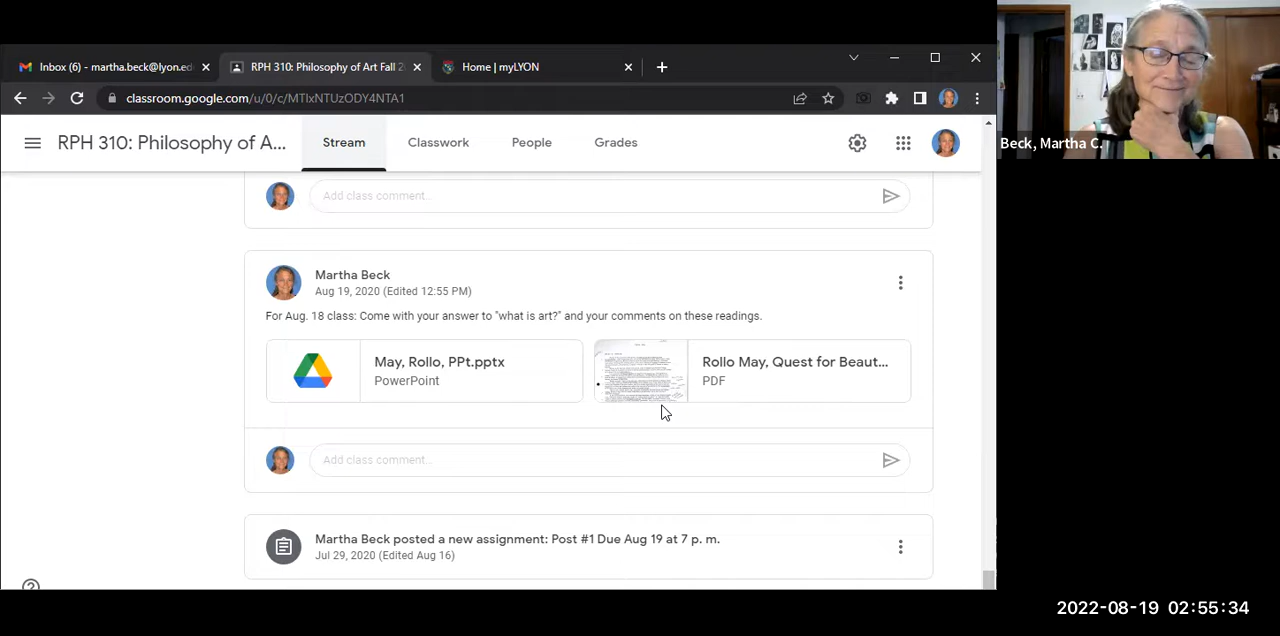 Inbox (6) - martha.beck@lyon.ed
RPH 310: Philosophy of Art Fall 2
Home | myLYON
classroom.google.com/u/0/c/MTIxNTUzODY4NTA1
RPH 310: Philosophy of A...
Stream
Classwork
People
Grades
Beck, Martha C.
Add class comment...
Martha Beck
Aug 19, 2020 (Edited 12:55 PM)
For Aug. 18 class: Come with your answer to "what is art?" and your comments on these readings.
May, Rollo, PPt.pptx
PowerPoint
Rollo May, Quest for Beaut...
PDF
Add class comment...
Martha Beck posted a new assignment: Post #1 Due Aug 19 at 7 p. m.
Jul 29, 2020 (Edited Aug 16)
2022-08-19 02:55:34